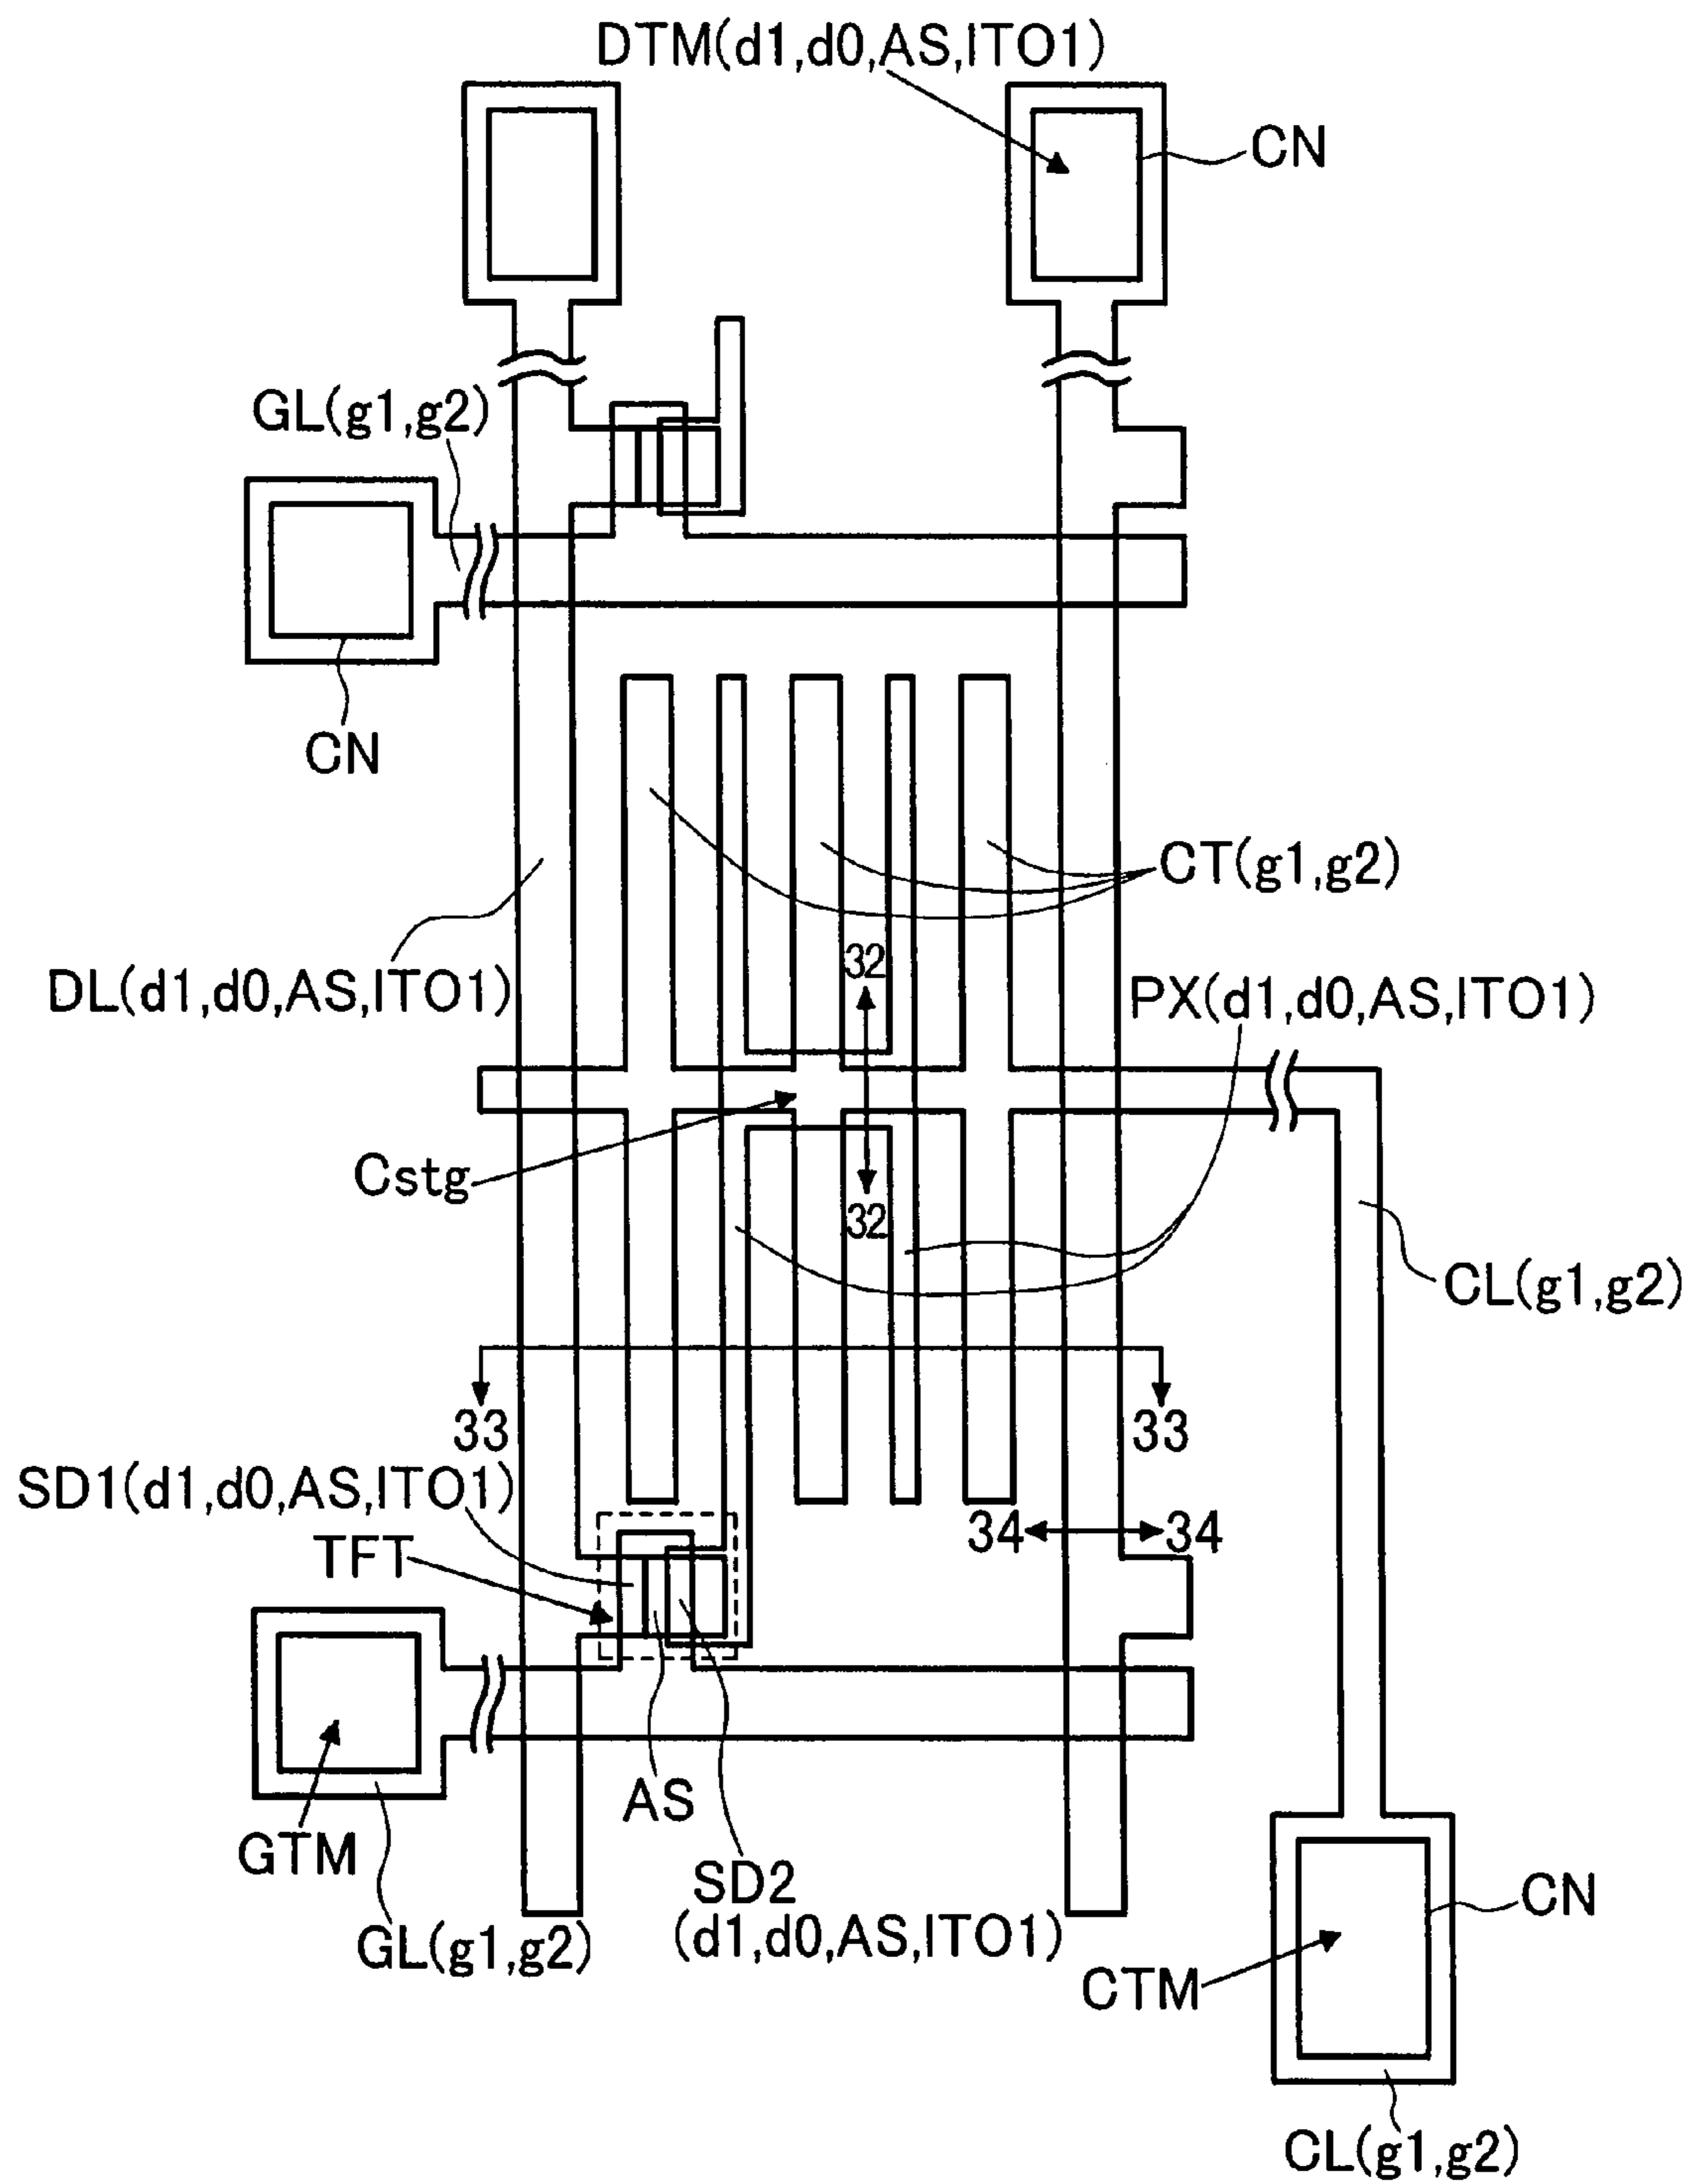 DTM(d1,d0,AS,ITO1)
CN
GL(g1,g2)
CN
CT(g1,g2)
32
DL(d1,d0,AS,ITO1)
PX(d1,d0,AS,ITO1)
Cstg
32
CL(g1,g2)
33
33
SD1(d1,d0,AS,ITO1)
34
34
TFT
AS
GTM
SD2
(d1,d0,AS,ITO1)
GL(g1,g2)
CN
CTM
CL(g1,g2)